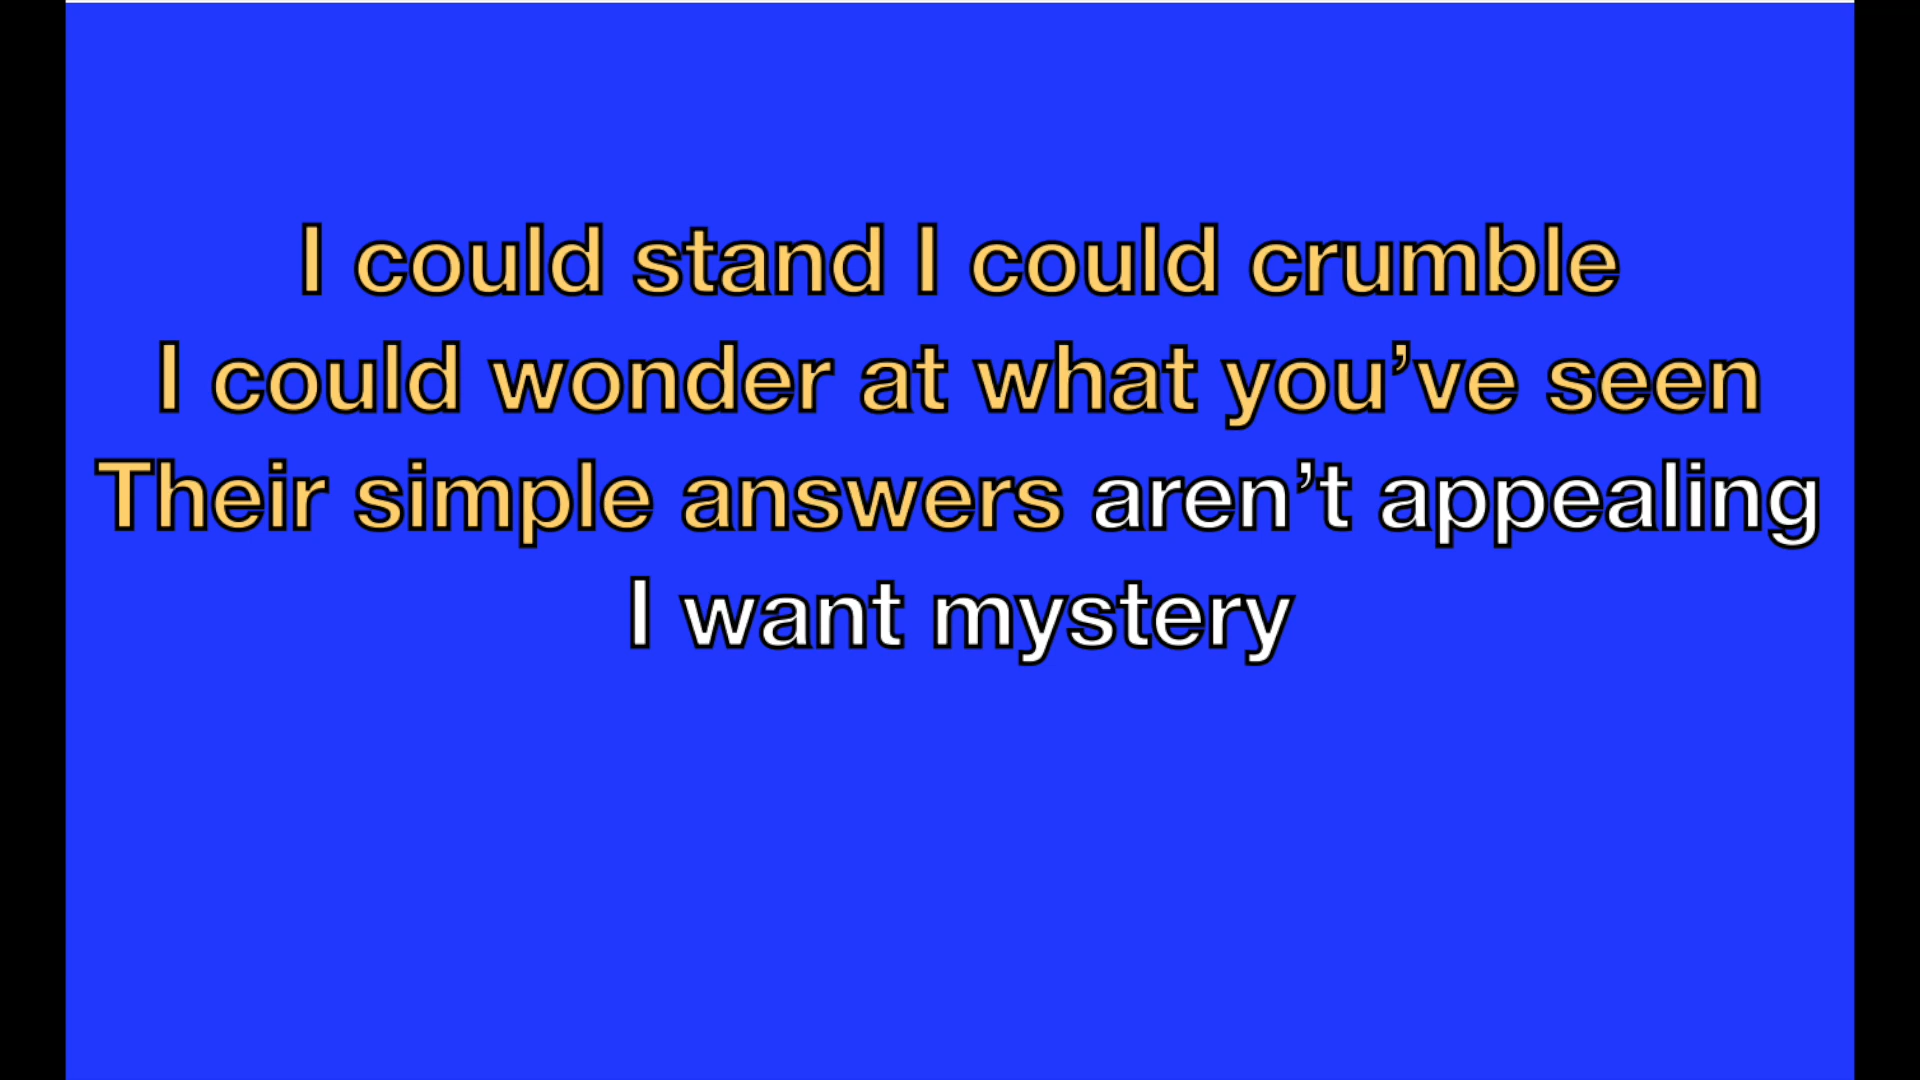 I could stand I could crumble
I could wonder at what you’ve seen
Their simple answers aren’t appealing
I want mystery